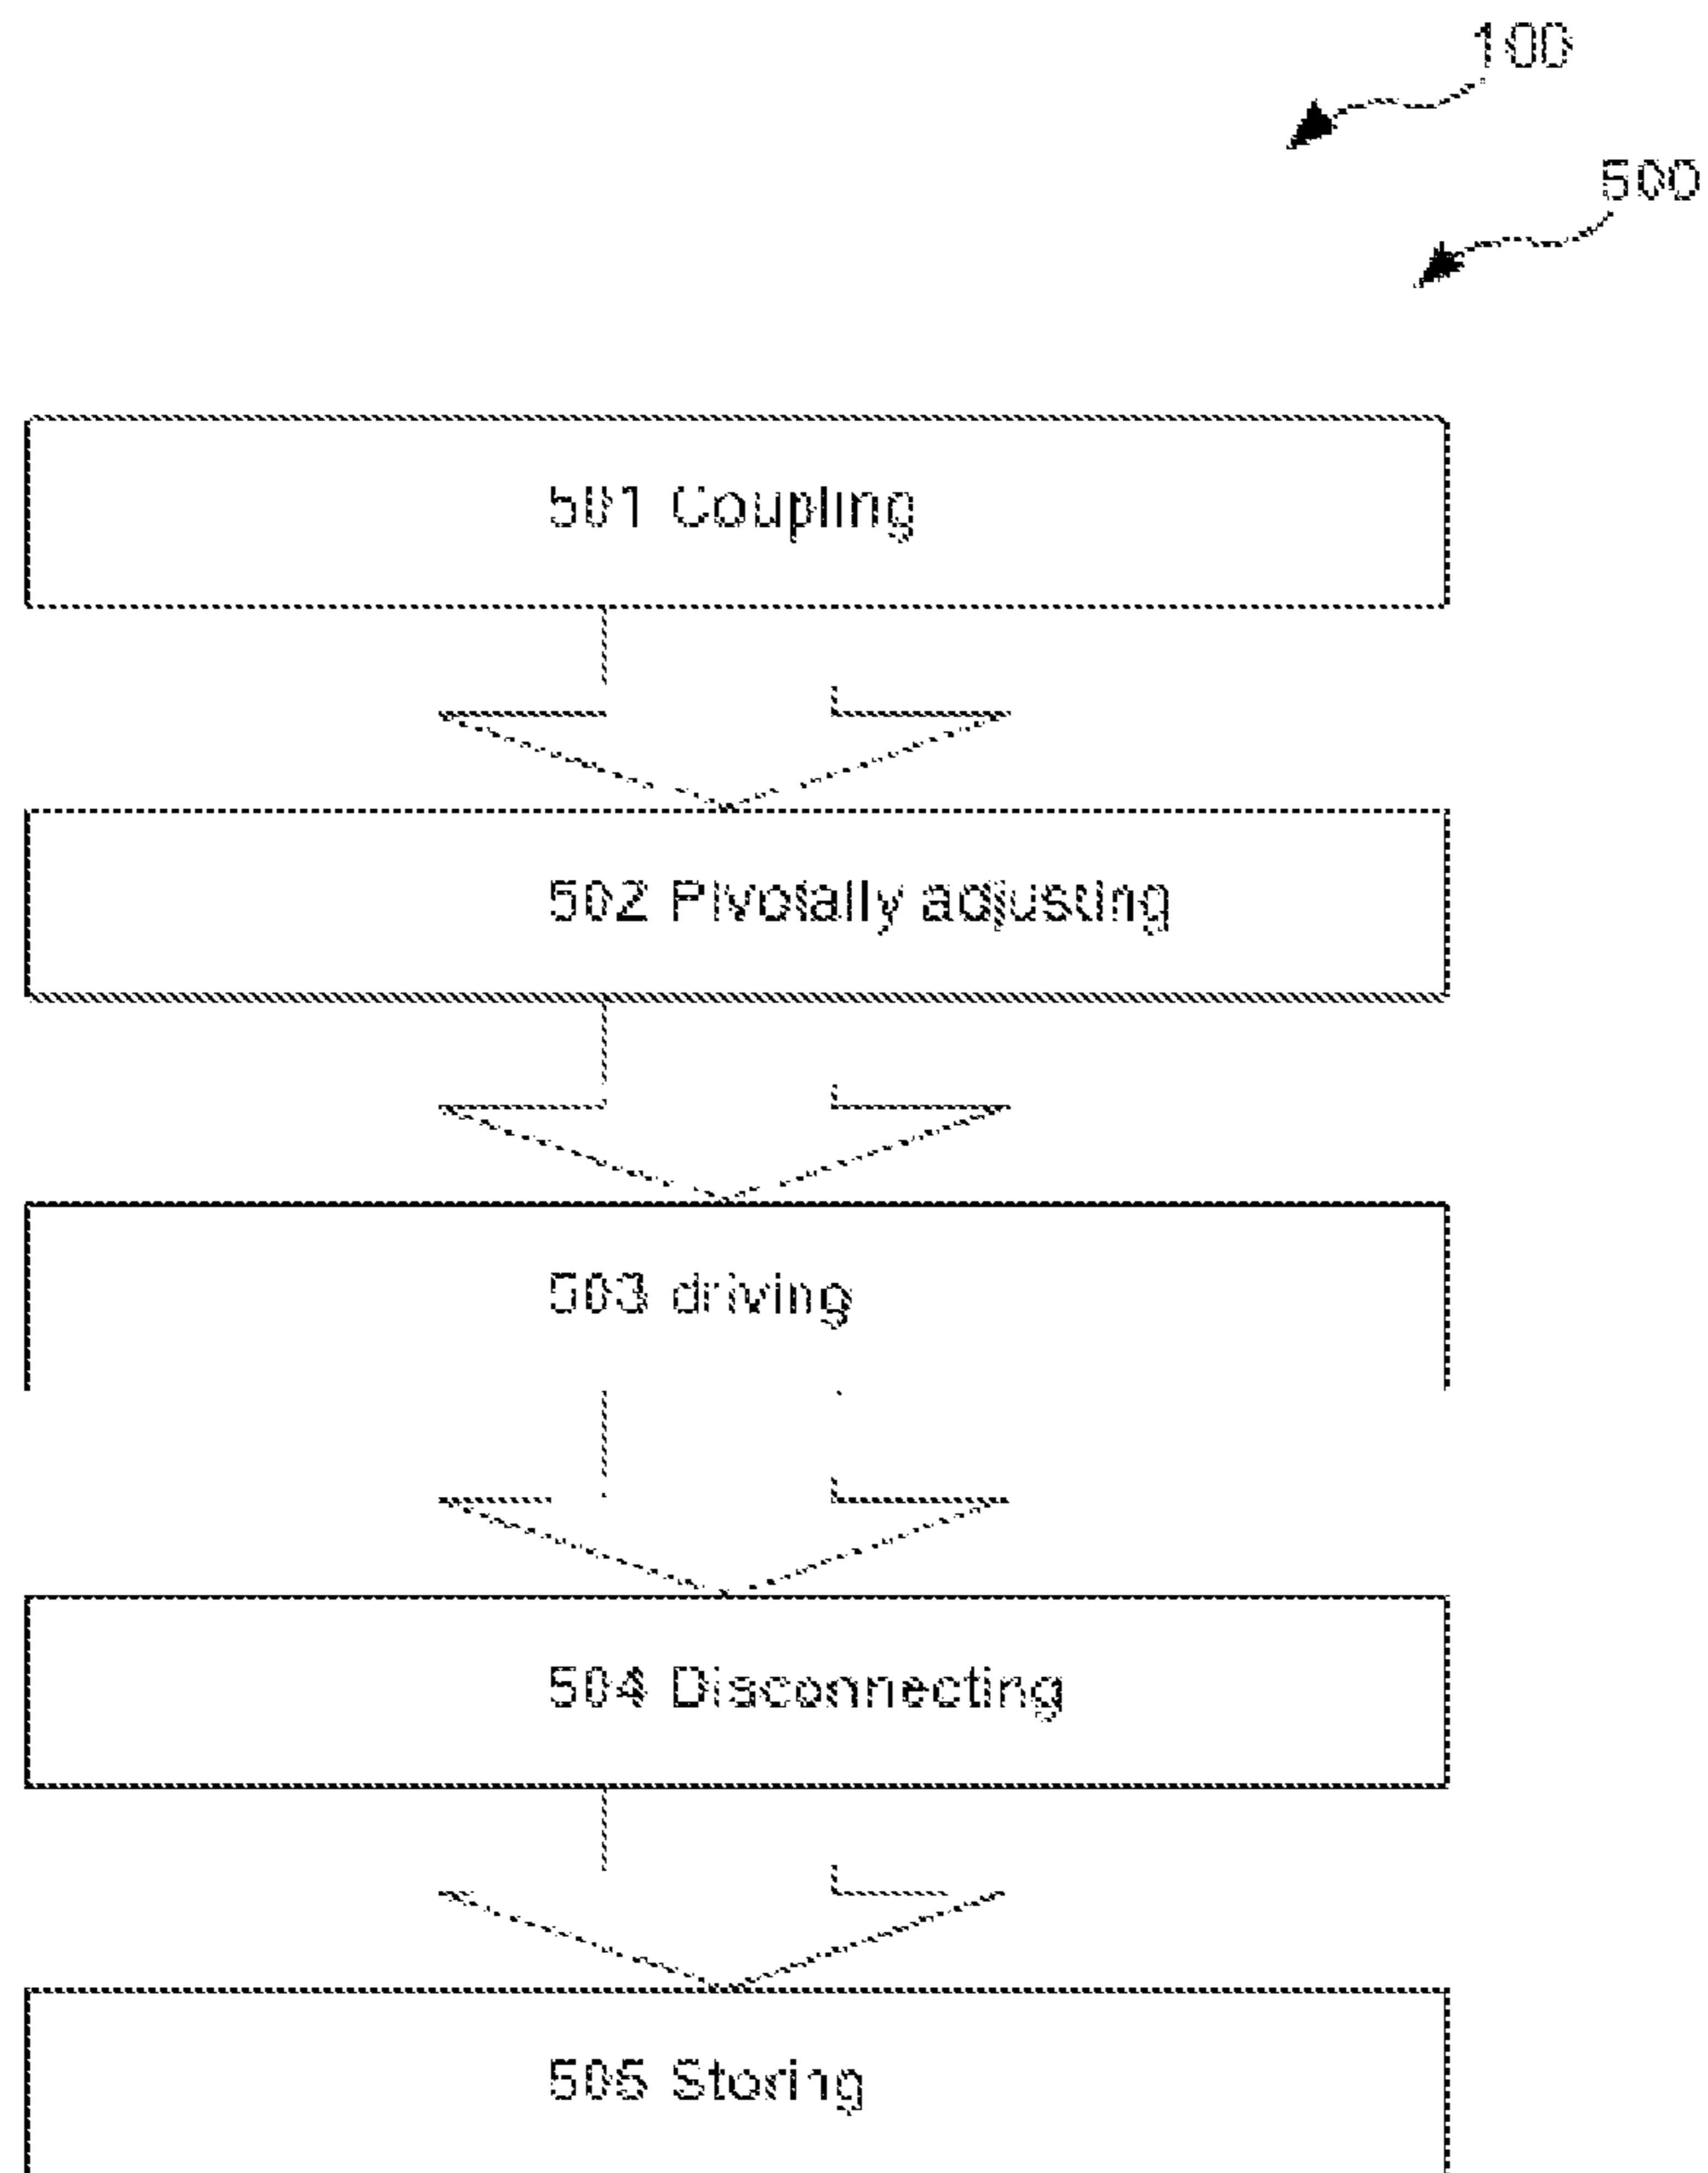 100
500
501 Coupling
502 Pivotally adjusting
503 driving
504 Disconnecting
505 Storing